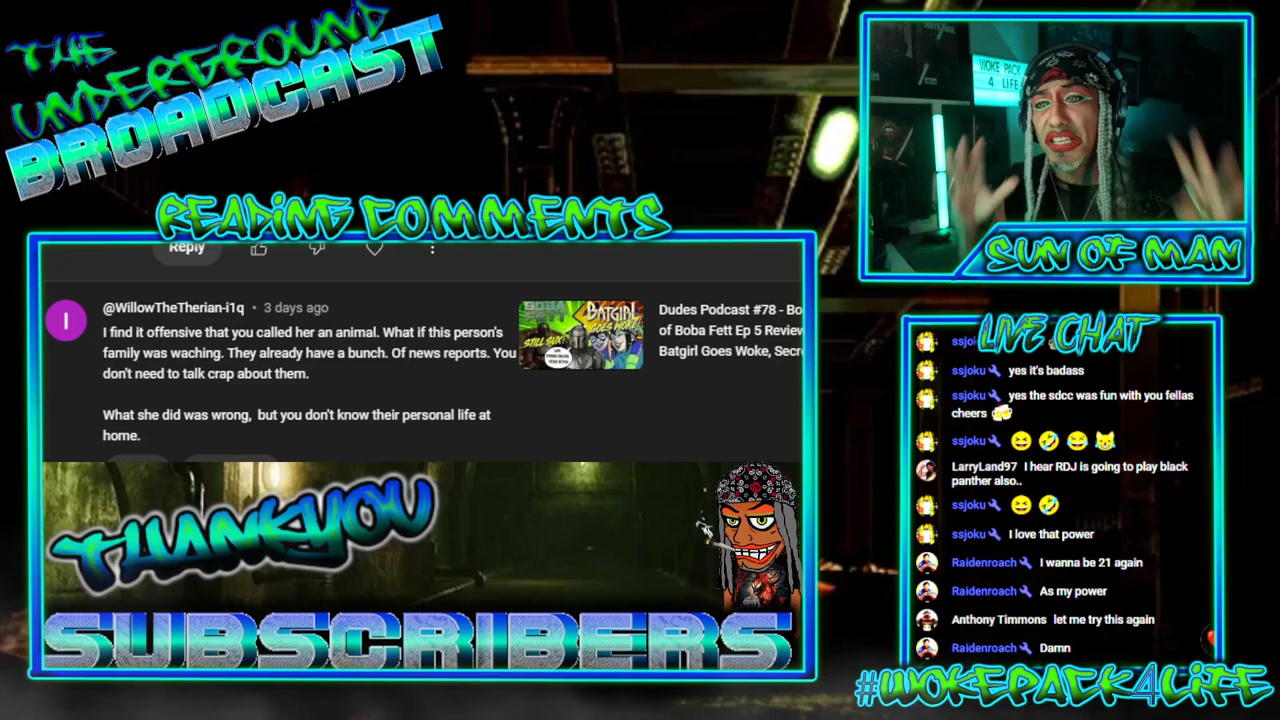 THE
UNDERGROUND
BROADCAST
WOKE PACK
4 LIFE
SUN OF MAN
READING COMMENTS
Reply
I
@WillowTheTherian-i1q • 3 days ago
I find it offensive that you called her an animal. What if this person's
family was waching. They already have a bunch. Of news reports. You
don't need to talk crap about them.
What she did was wrong, but you don't know their personal life at
home.
BATGIRL
GOES WOKE
STILL SUX!
Dudes Podcast #78 - Bo
of Boba Fett Ep 5 Review
Batgirl Goes Woke, Secre
THANK YOU
SUBSCRIBERS
LIVE CHAT
ssjo
ssjoku yes it's badass
ssjoku yes the sdcc was fun with you fellas
cheers 🍻
ssjoku 😆 🤣 😂 😹
LarryLand97 I hear RDJ is going to play black
panther also..
ssjoku 😆 🤣
ssjoku I love that power
Raidenroach I wanna be 21 again
Raidenroach As my power
Anthony Timmons let me try this again
Raidenroach Damn
#WOKEPACK4LIFE